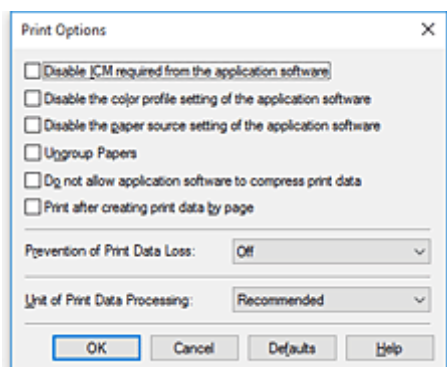 Print Options
Disable ICM required from the application software
Disable the color profile setting of the application software
Disable the paper source setting of the application software
Ungroup Papers
Do not allow application software to compress print data
Print after creating print data by page
Prevention of Print Data Loss: Off
Unit of Print Data Processing: Recommended
OK Cancel Defaults Help